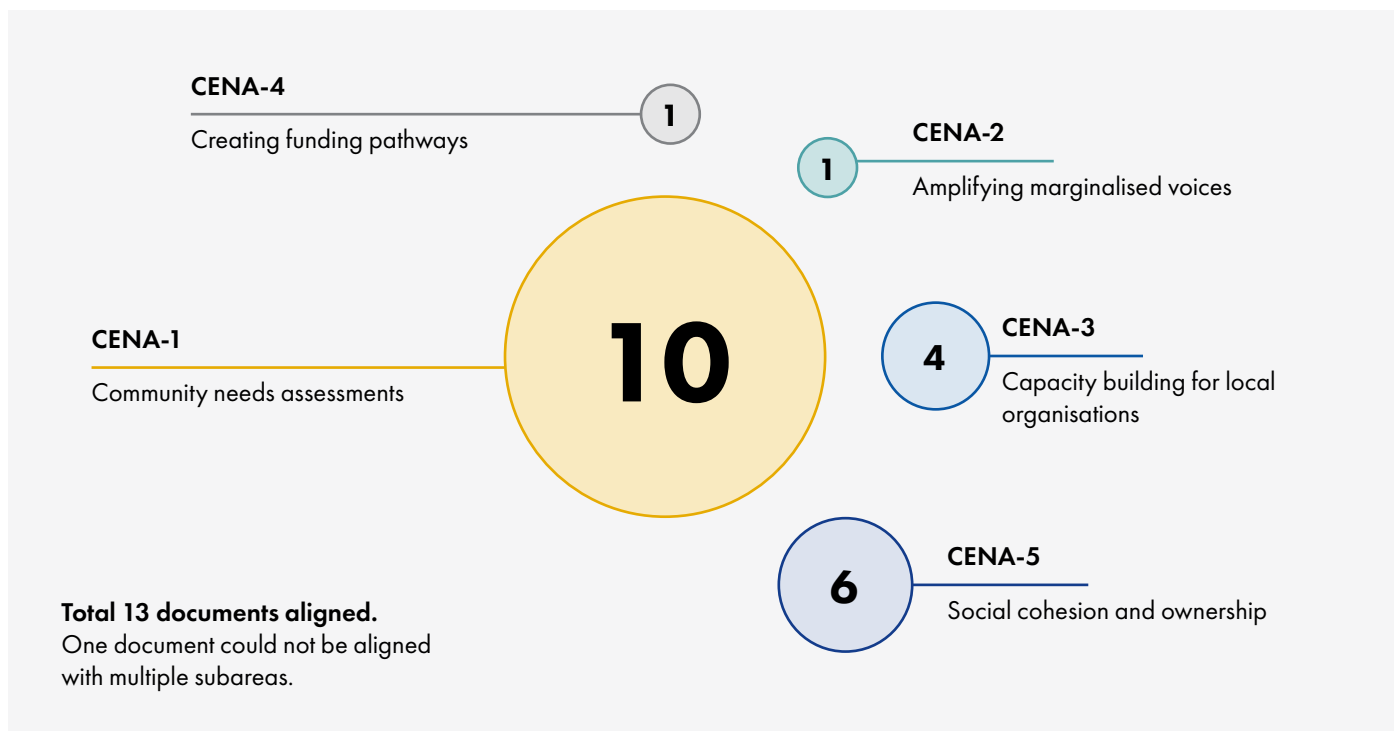 CENA-4
1
Creating funding pathways
CENA-2
1
Amplifying marginalised voices
CENA-1
10
Community needs assessments
CENA-3
4
Capacity building for local
organisations
CENA-5
6
Social cohesion and ownership
Total 13 documents aligned.
One document could not be aligned
with multiple subareas.